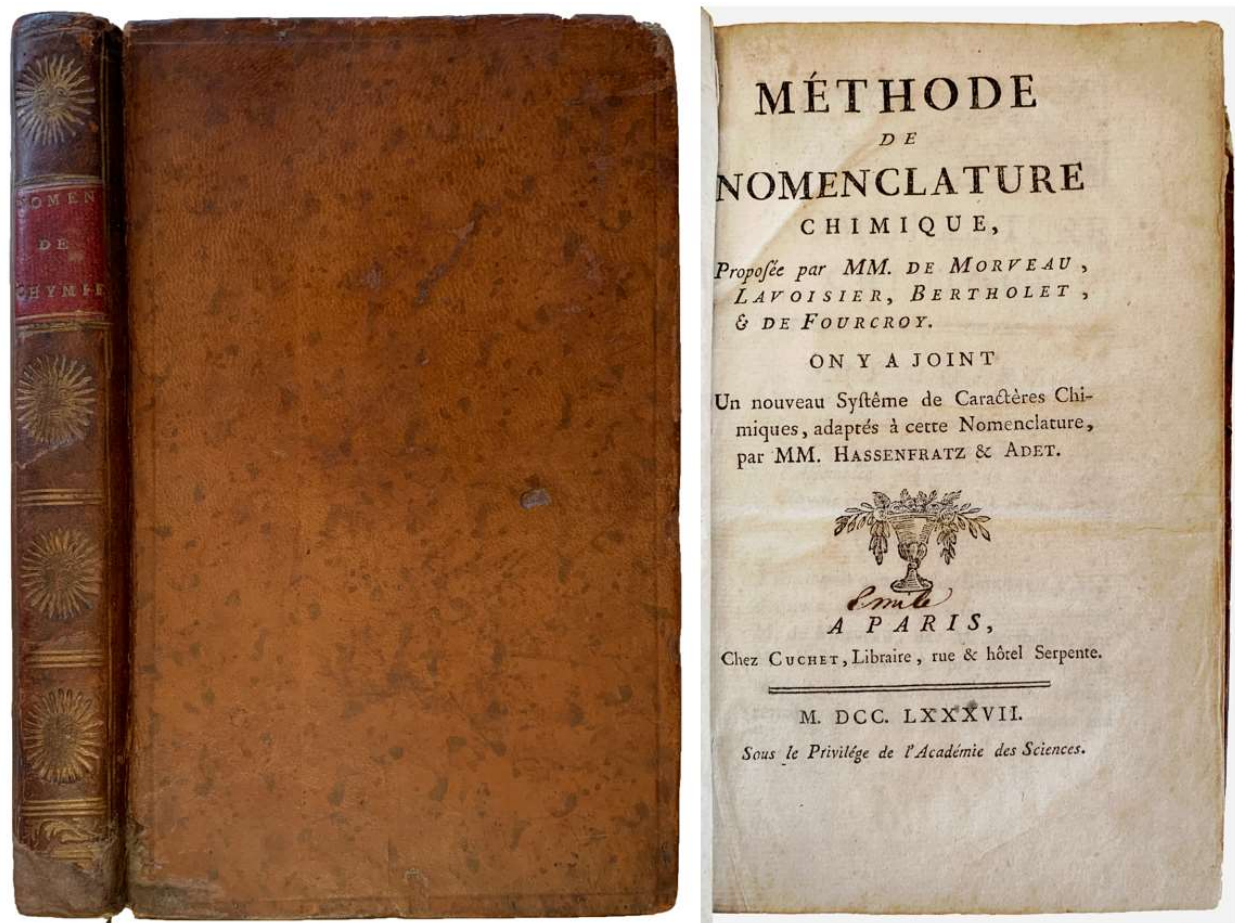 NOMEN
DE
CHYMIE
MÉTHODE
DE
NOMENCLATURE
CHIMIQUE,
Propoſée par MM. DE MORVEAU,
LAVOISIER, BERTHOLET,
& DE FOURCROY.
ON Y A JOINT
Un nouveau Syſtême de Caractères Chi-
miques, adaptés à cette Nomenclature,
par MM. HASSENFRATZ & ADET.
Emile
A PARIS,
Chez CUCHET, Libraire, rue & hôtel Serpente.
M. DCC. LXXXVII.
Sous le Privilége de l'Académie des Sciences.